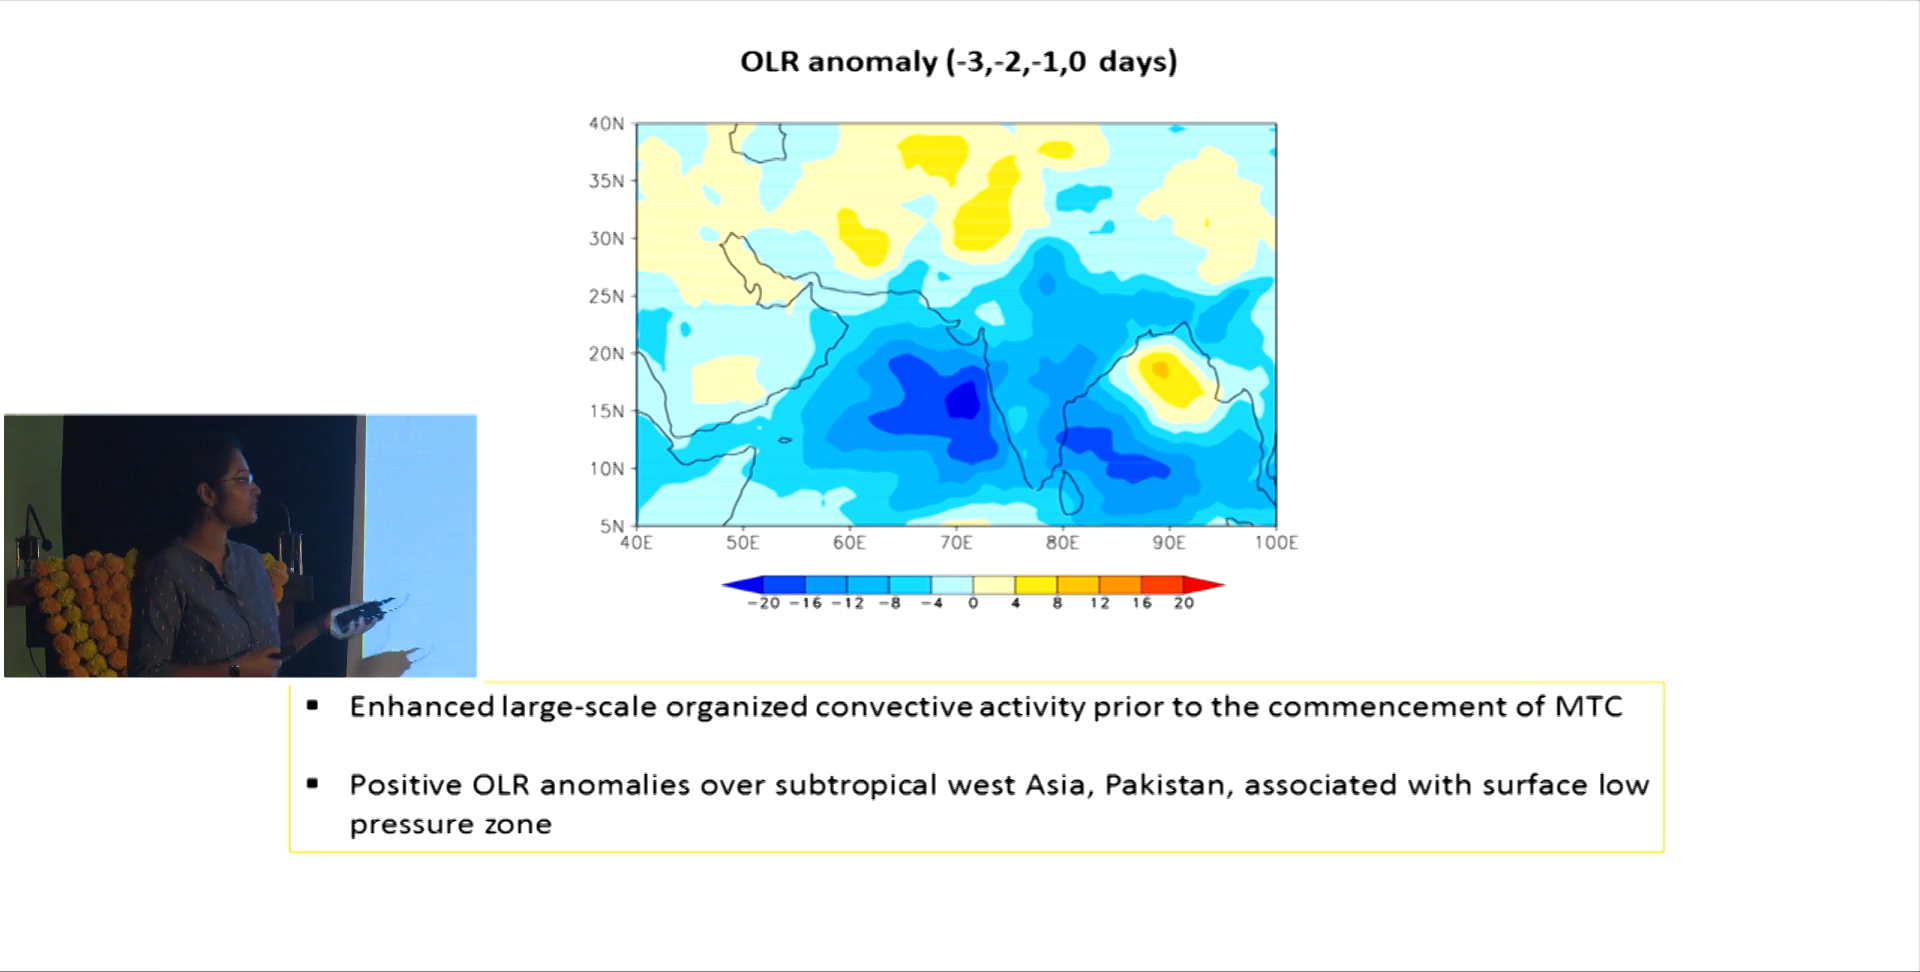 OLR anomaly (-3,-2,-1,0 days)
40N
35N
30N
25N
20N
15N
10N
5N
40E 50E 60E 70E 80E 90E 100E
-20 -16 -12 -8 -4 0 4 8 12 16 20
▪ Enhanced large-scale organized convective activity prior to the commencement of MTC
▪ Positive OLR anomalies over subtropical west Asia, Pakistan, associated with surface low
pressure zone